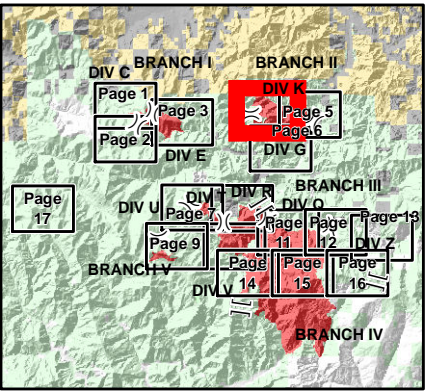 BRANCH I
BRANCH II
DIV C
DIV K
Page 1
Page 3
Page 5
Page 6
Page 2
DIV E
DIV G
BRANCH III
Page
17
DIV U
DIV R
DIV Q
Page
Page 13
Page
11
Page
12
Page 9
DIV Z
BRANCH V
Page
14
Page
15
Page
16
DIV V
BRANCH IV